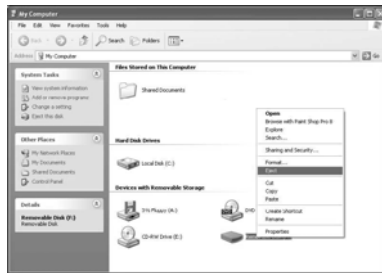 My Computer
File Edit View Favorites Tools Help
Back Search Folders
Address My Computer Go
System Tasks
View system information
Add or remove programs
Change a setting
Eject this disk
Other Places
My Network Places
My Documents
Shared Documents
Control Panel
Details
Removable Disk (F:)
Removable Disk
Files Stored on This Computer
Shared Documents
Hard Disk Drives
Local Disk (C:)
Devices with Removable Storage
3½ Floppy (A:)
DVD
CD-RW Drive (E:)
Open
Browse with Paint Shop Pro 8
Explore
Search...
Sharing and Security...
Format...
Eject
Cut
Copy
Paste
Create Shortcut
Rename
Properties